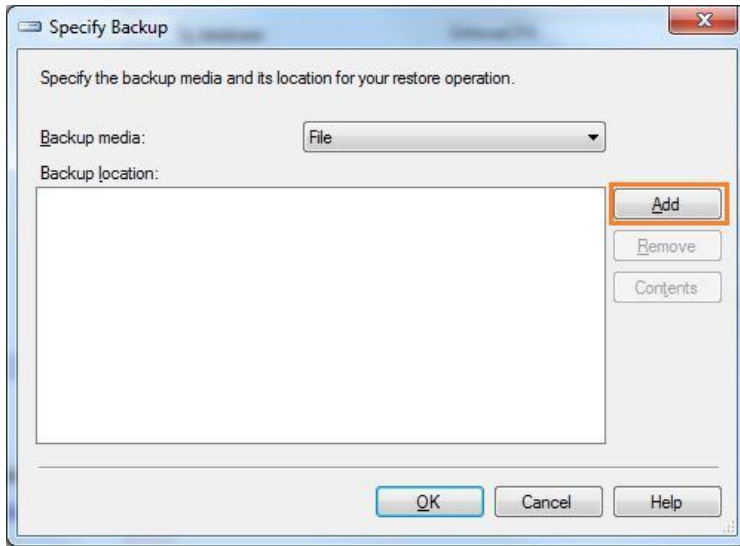 Specify Backup
Specify the backup media and its location for your restore operation.
Backup media:
File
Backup location:
Add
Remove
Contents
OK
Cancel
Help